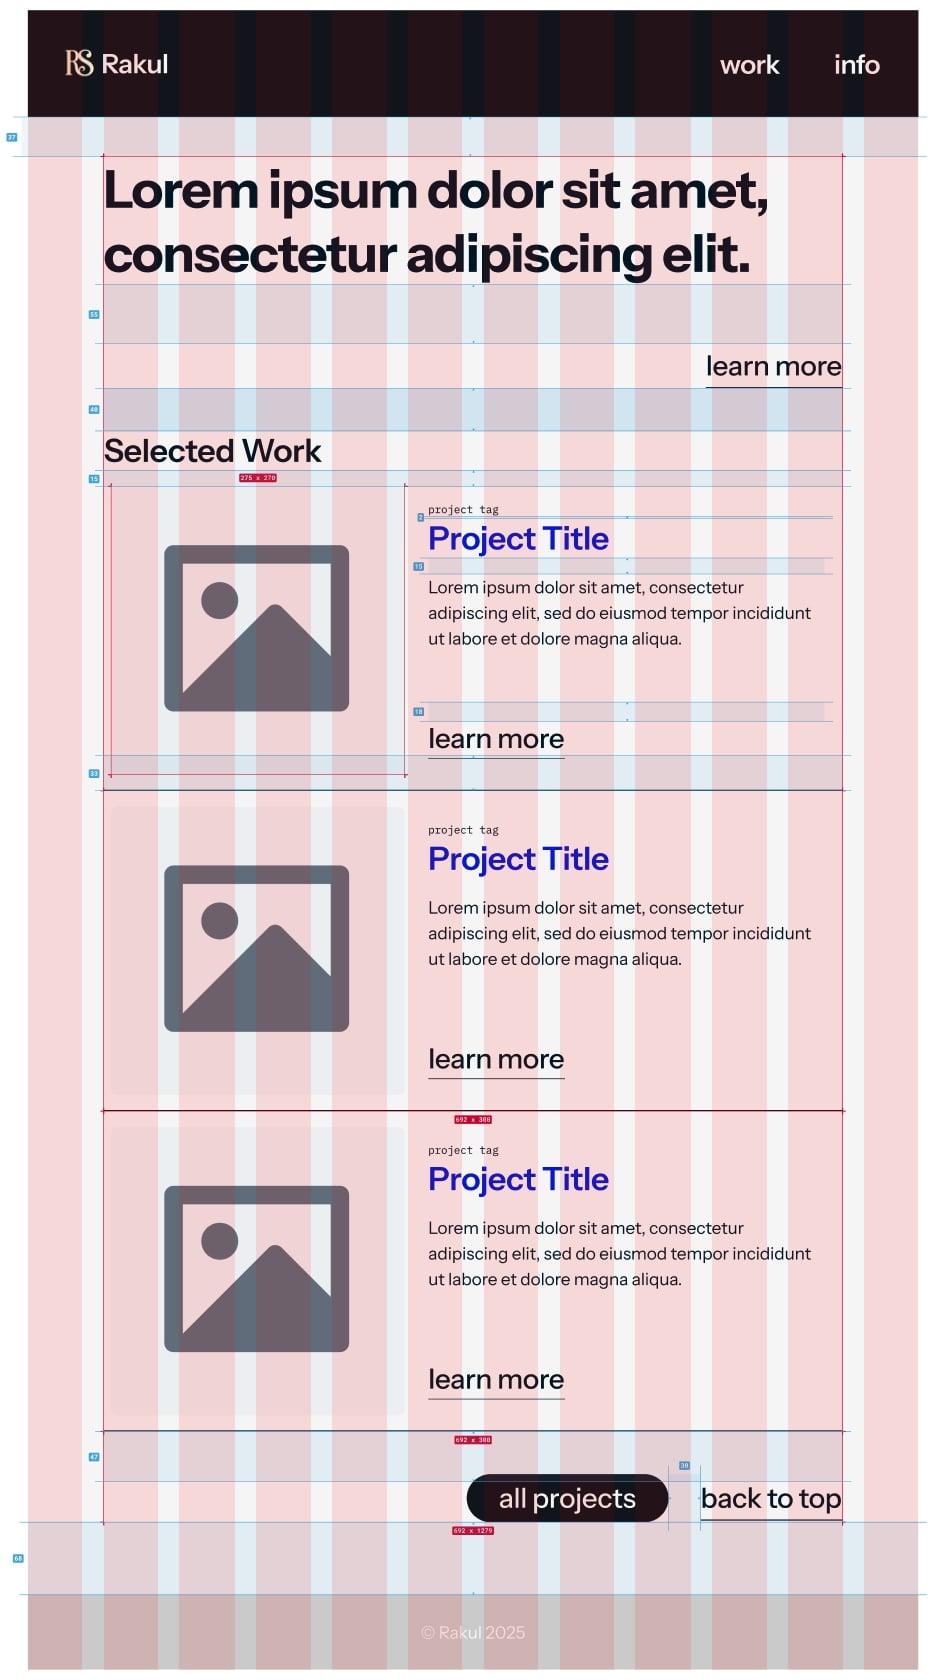 RS Rakul
work info
37
Lorem ipsum dolor sit amet,
consectetur adipiscing elit.
55
learn more
40
Selected Work
15
275 x 270
project tag
2
Project Title
15
Lorem ipsum dolor sit amet, consectetur
adipiscing elit, sed do eiusmod tempor incididunt
ut labore et dolore magna aliqua.
18
learn more
33
project tag
Project Title
Lorem ipsum dolor sit amet, consectetur
adipiscing elit, sed do eiusmod tempor incididunt
ut labore et dolore magna aliqua.
learn more
692 x 300
project tag
Project Title
Lorem ipsum dolor sit amet, consectetur
adipiscing elit, sed do eiusmod tempor incididunt
ut labore et dolore magna aliqua.
learn more
692 x 300
47
30
all projects back to top
692 x 1279
68
© Rakul 2025